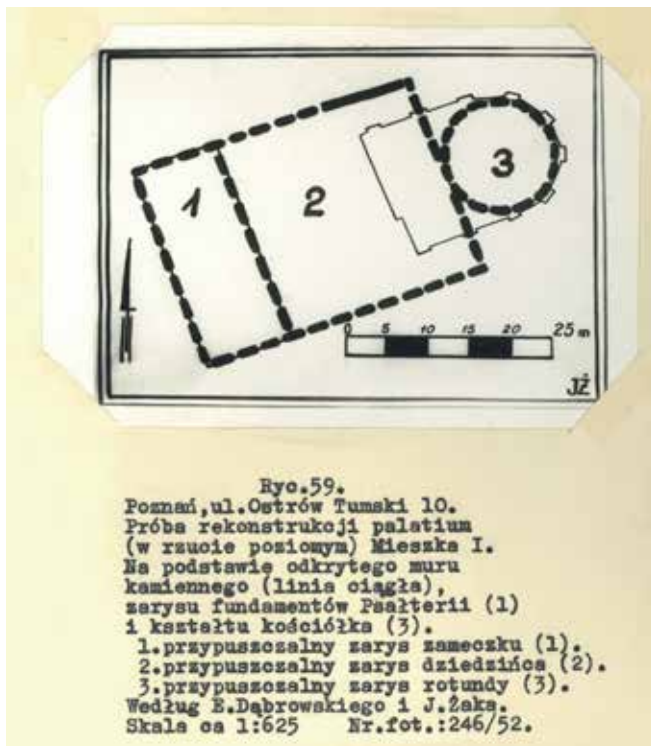 1
2
3
0 5 10 15 20 25 m
JŻ
Ryc.59.
Poznań,ul.Ostrów Tumski 10.
Próba rekonstrukcji palatium
(w rzucie poziomym) Mieszka I.
Na podstawie odkrytego muru
kamiennego (linia ciągła),
zarysu fundamentów Psałterii (1)
i kształtu kościółka (3).
1.przypuszczalny zarys zameczku (1).
2.przypuszczalny zarys dziedzińca (2).
3.przypuszczalny zarys rotundy (3).
Według E.Dąbrowskiego i J.Żaka.
Skala ca 1:625 Nr.fot.:246/52.